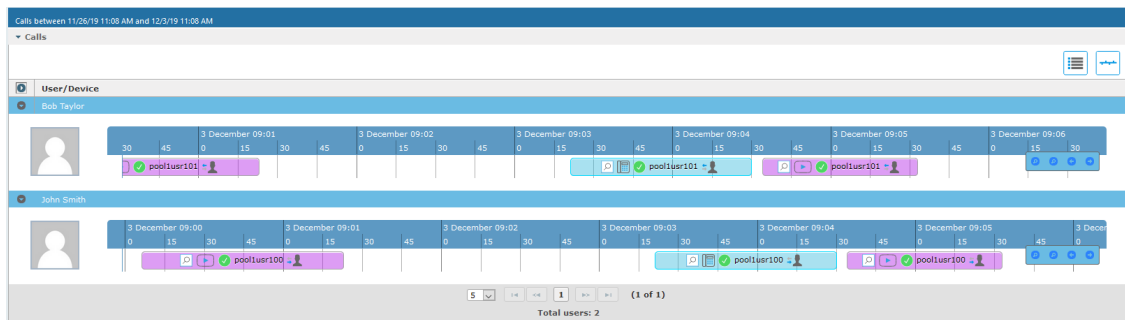 Calls between 11/26/19 11:08 AM and 12/3/19 11:08 AM
Calls
User/Device
Bob Taylor
3 December 09:01 3 December 09:02 3 December 09:03 3 December 09:04 3 December 09:05 3 December 09:06
30 45 0 15 30 45 0 15 30 45 0 15 30 45 0 15 30 45 0 15 30 45 0 15 30
pool1usr101 pool1usr101 pool1usr101
John Smith
3 December 09:00 3 December 09:01 3 December 09:02 3 December 09:03 3 December 09:04 3 December 09:05 3 Decem
0 15 30 45 0 15 30 45 0 15 30 45 0 15 30 45 0 15 30 45 0 15 30 45 0
pool1usr100 pool1usr100 pool1usr100
5 1 (1 of 1)
Total users: 2